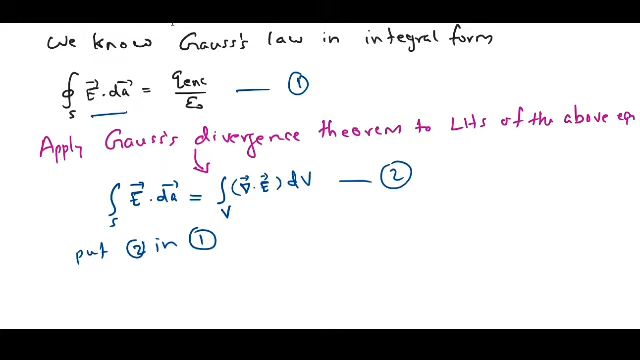 We know Gauss's law in integral form
∮_S E⃗ · da⃗ = q_enc/ε₀ — ①
Apply Gauss's divergence theorem to LHS of the above eqn
∫_S E⃗ · da⃗ = ∫_V (∇⃗ · E⃗) dV — ②
put ② in ①